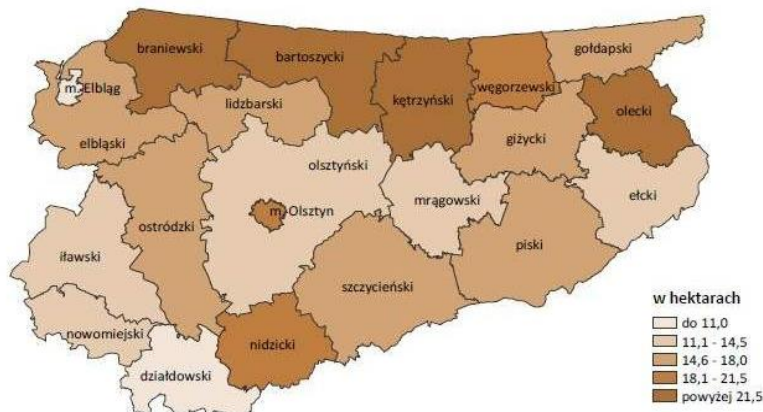 braniewski
bartoszycki
gołdapski
węgorzewski
kętrzyński
m. Elbląg
lidzbarski
olecki
elbląski
giżycki
olsztyński
mrągowski
ełcki
m. Olsztyn
ostródzki
piski
iławski
szczycieński
nowomiejski
nidzicki
działdowski
w hektarach
do 11,0
11,1 - 14,5
14,6 - 18,0
18,1 - 21,5
powyżej 21,5